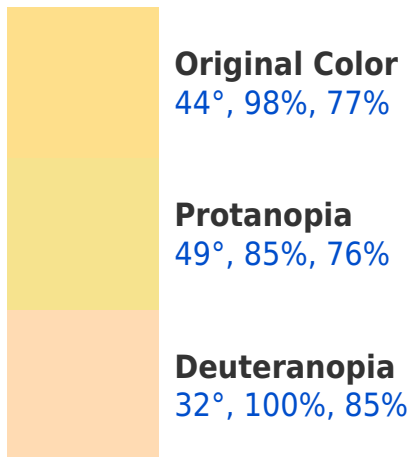 Original Color
44°, 98%, 77%
Protanopia
49°, 85%, 76%
Deuteranopia
32°, 100%, 85%